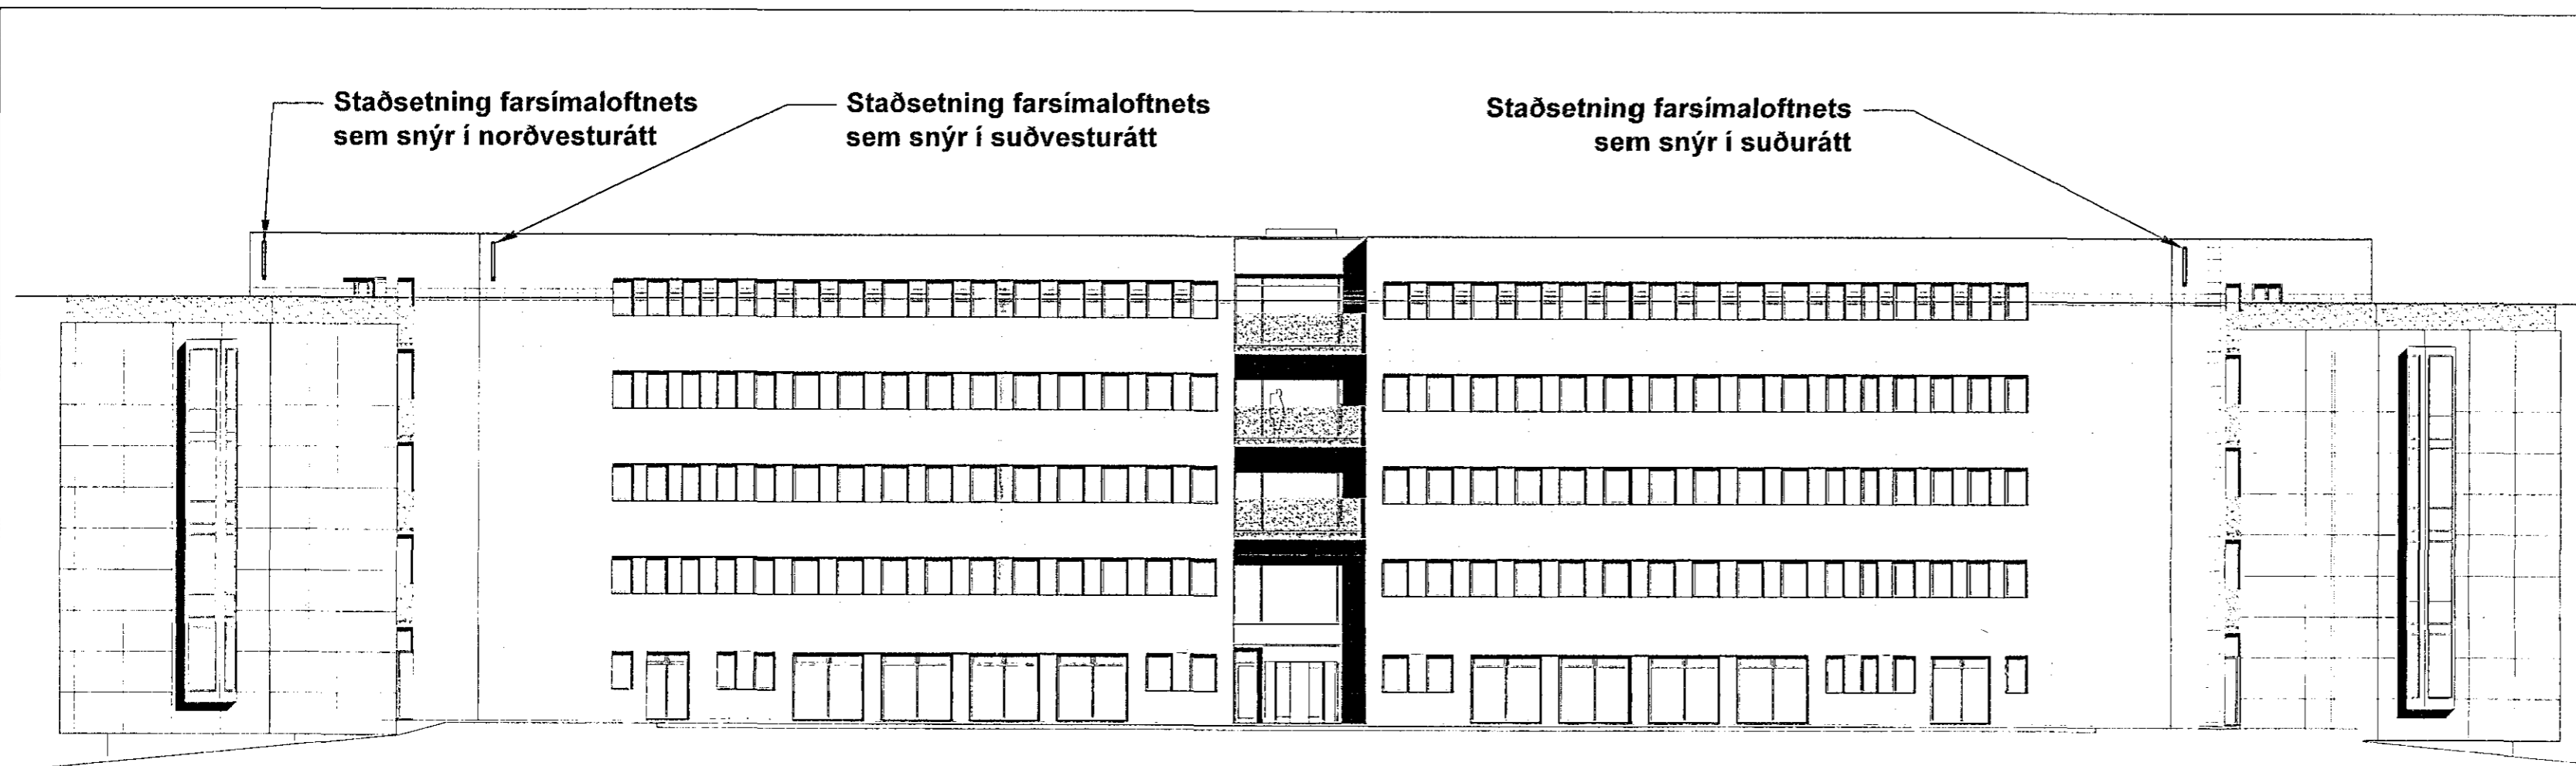 Staðsetning farsímaloftnets
sem snýr í norðvesturátt
Staðsetning farsímaloftnets
sem snýr í suðvesturátt
Staðsetning farsímaloftnets
sem snýr í suðurátt